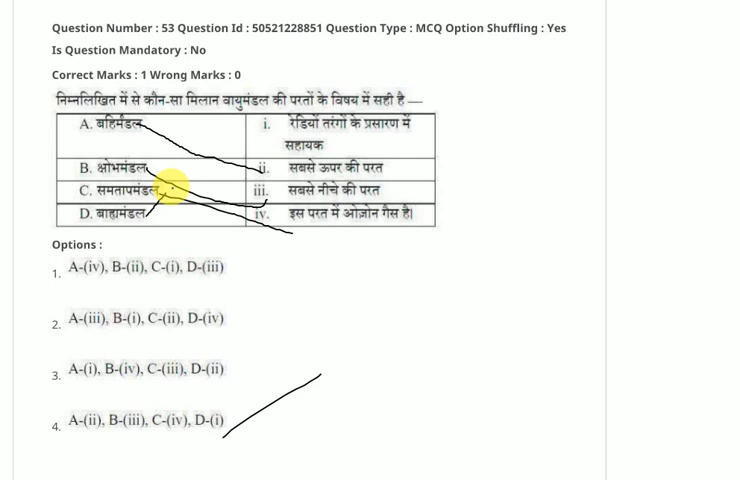 Question Number : 53 Question Id : 50521228851 Question Type : MCQ Option Shuffling : Yes
Is Question Mandatory : No
Correct Marks : 1 Wrong Marks : 0
निम्नलिखित में से कौन-सा मिलान वायुमंडल की परतों के विषय में सही है —
A. बहिर्मंडल i. रेडियों तरंगों के प्रसारण में
सहायक
B. क्षोभमंडल ii. सबसे ऊपर की परत
C. समतापमंडल iii. सबसे नीचे की परत
D. बाह्यमंडल iv. इस परत में ओज़ोन गैस है।
Options :
1. A-(iv), B-(ii), C-(i), D-(iii)
2. A-(iii), B-(i), C-(ii), D-(iv)
3. A-(i), B-(iv), C-(iii), D-(ii)
4. A-(ii), B-(iii), C-(iv), D-(i)